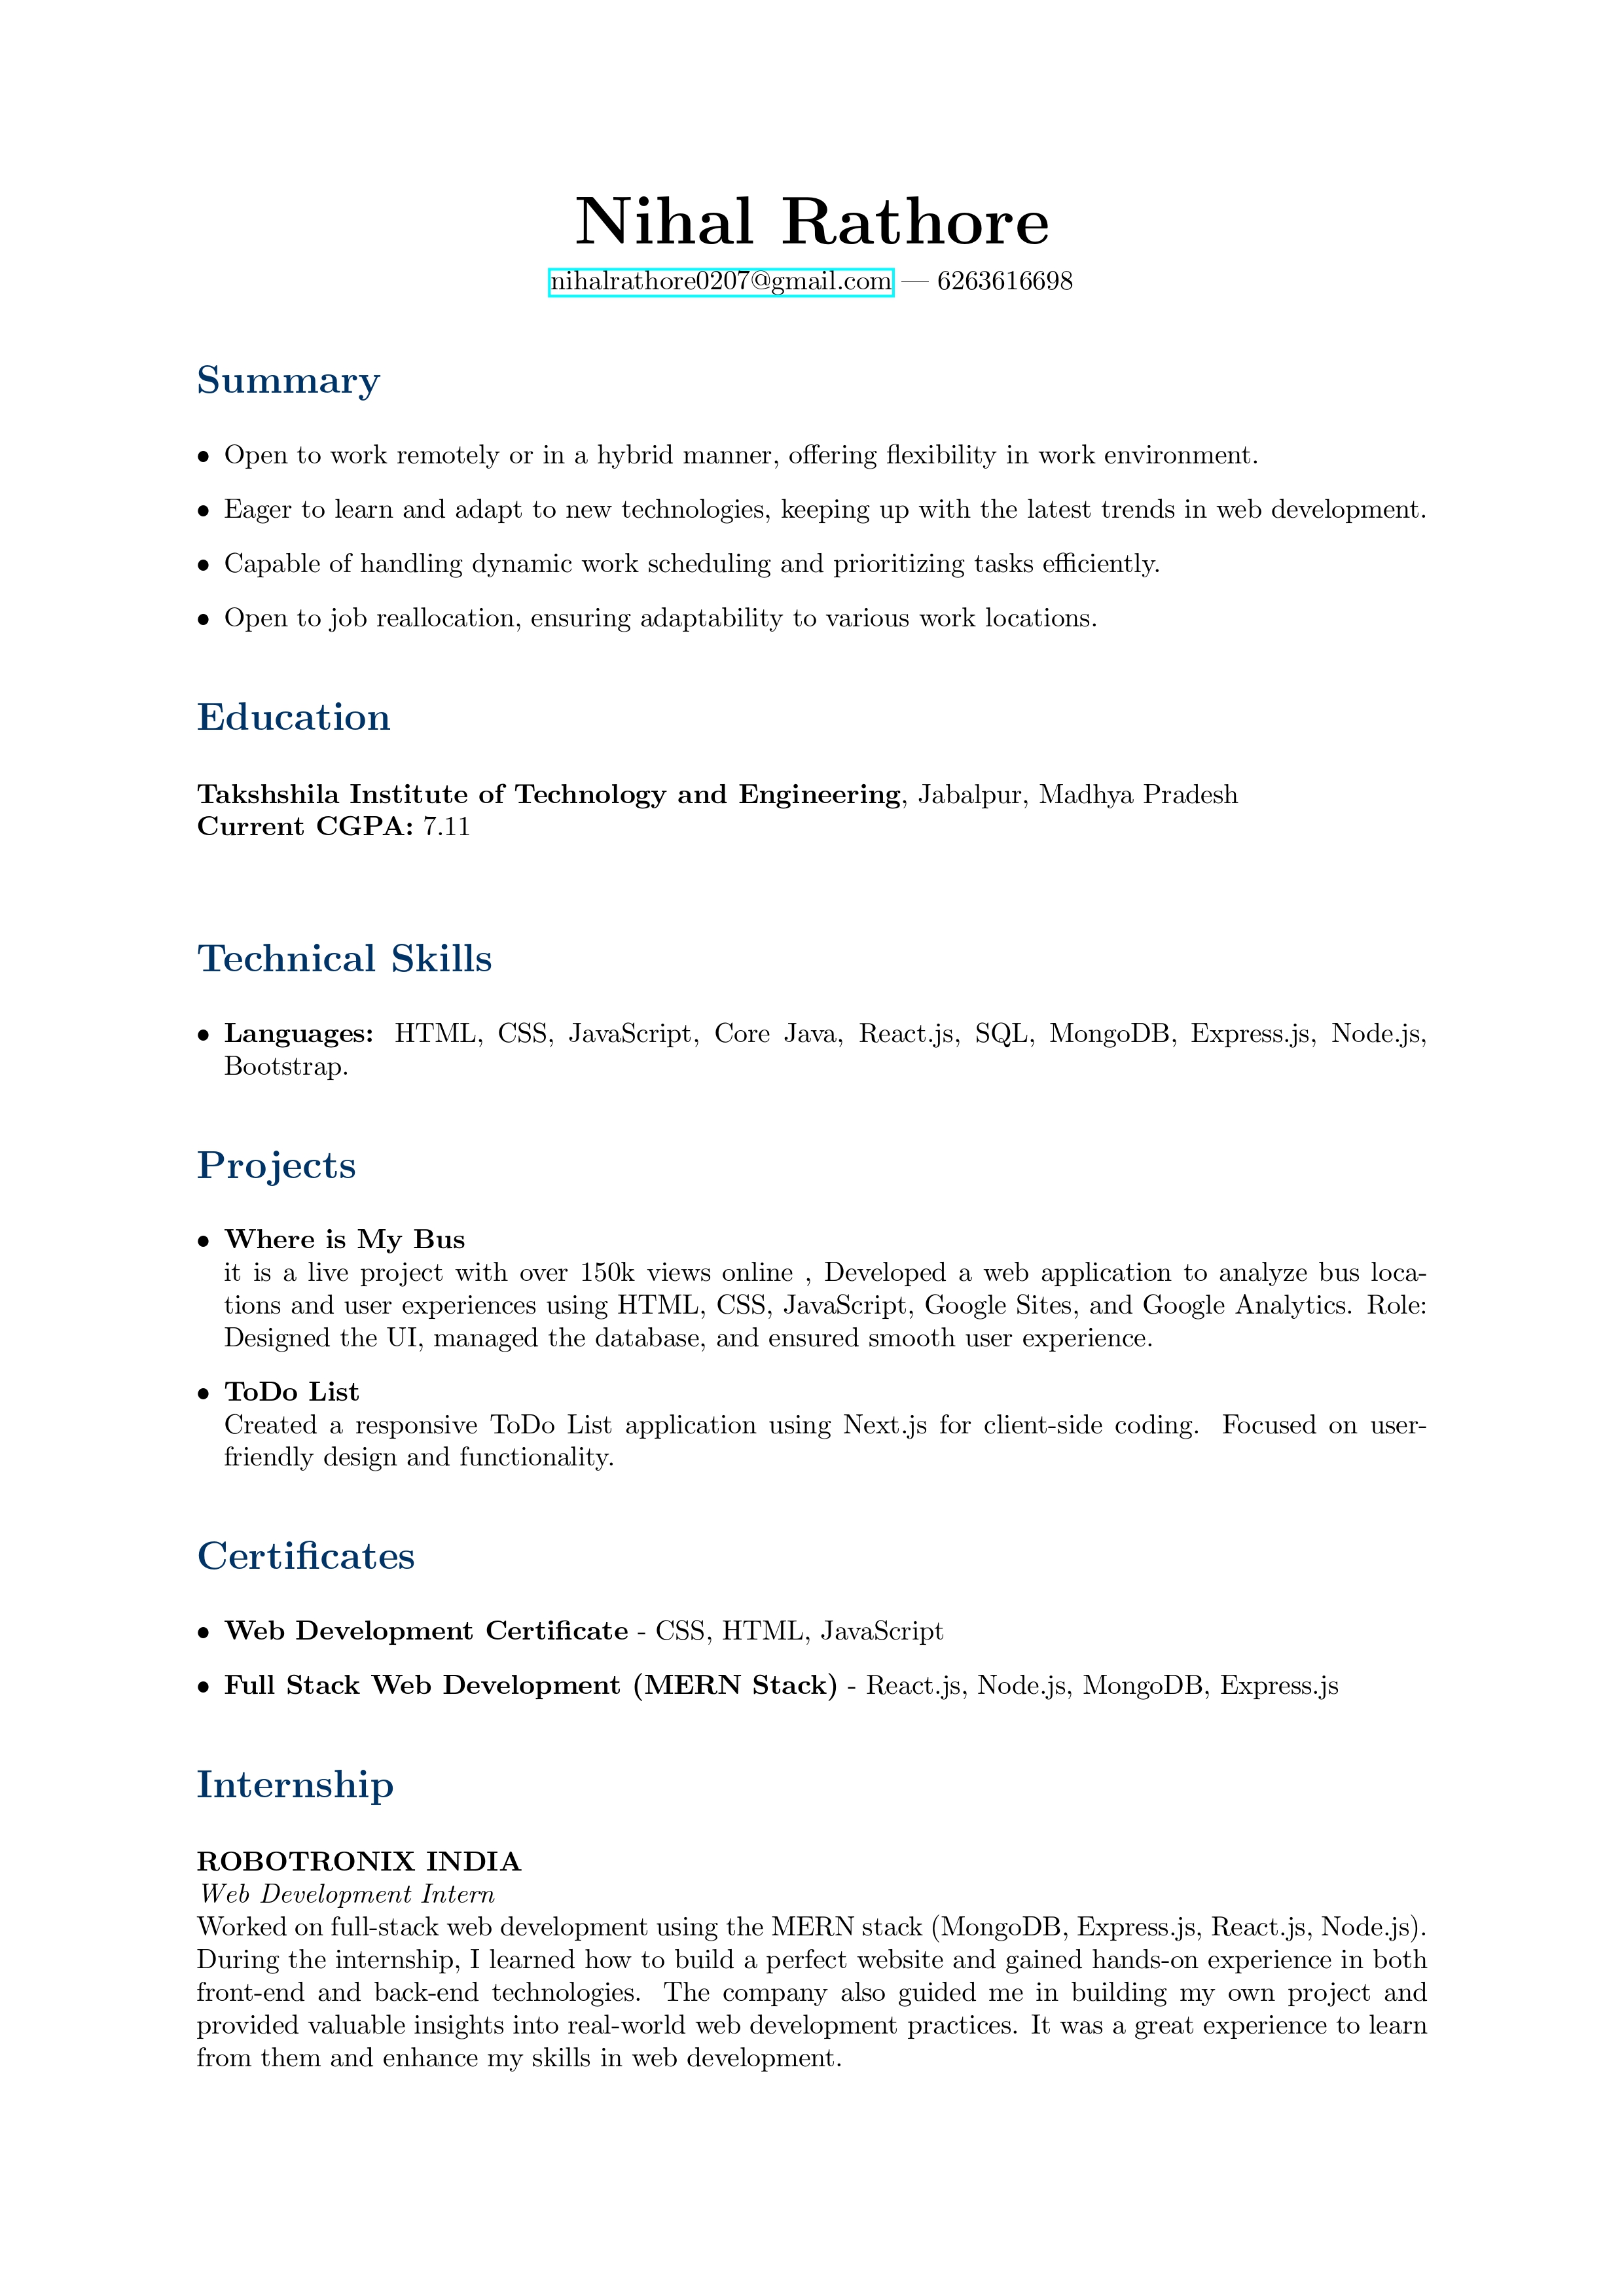 Nihal Rathore
nihalrathore0207@gmail.com — 6263616698
Summary
• Open to work remotely or in a hybrid manner, offering flexibility in work environment.
• Eager to learn and adapt to new technologies, keeping up with the latest trends in web development.
• Capable of handling dynamic work scheduling and prioritizing tasks efficiently.
• Open to job reallocation, ensuring adaptability to various work locations.
Education
Takshshila Institute of Technology and Engineering, Jabalpur, Madhya Pradesh
Current CGPA: 7.11
Technical Skills
• Languages: HTML, CSS, JavaScript, Core Java, React.js, SQL, MongoDB, Express.js, Node.js,
Bootstrap.
Projects
• Where is My Bus
it is a live project with over 150k views online , Developed a web application to analyze bus loca-
tions and user experiences using HTML, CSS, JavaScript, Google Sites, and Google Analytics. Role:
Designed the UI, managed the database, and ensured smooth user experience.
• ToDo List
Created a responsive ToDo List application using Next.js for client-side coding. Focused on user-
friendly design and functionality.
Certificates
• Web Development Certificate - CSS, HTML, JavaScript
• Full Stack Web Development (MERN Stack) - React.js, Node.js, MongoDB, Express.js
Internship
ROBOTRONIX INDIA
Web Development Intern
Worked on full-stack web development using the MERN stack (MongoDB, Express.js, React.js, Node.js).
During the internship, I learned how to build a perfect website and gained hands-on experience in both
front-end and back-end technologies. The company also guided me in building my own project and
provided valuable insights into real-world web development practices. It was a great experience to learn
from them and enhance my skills in web development.